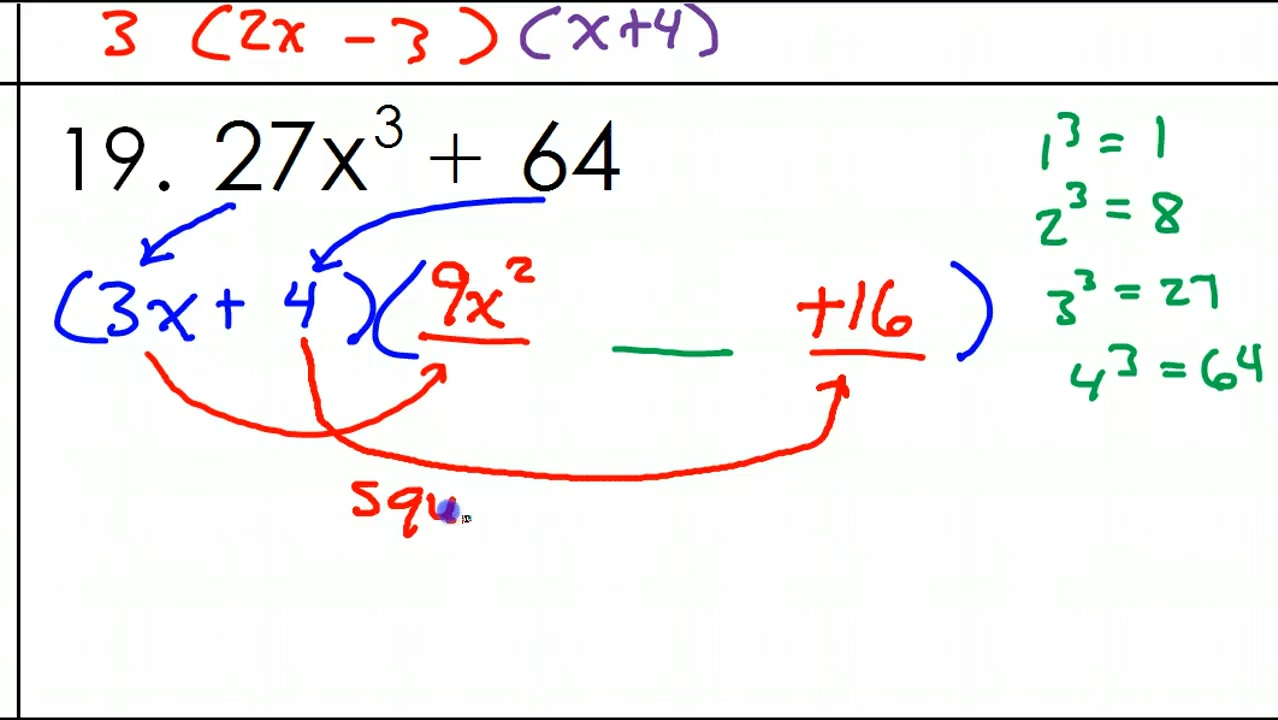 3 (2x - 3) (x+4)
19. 27x³ + 64
(3x + 4)(9x² ___ +16)
squ
1³ = 1
2³ = 8
3³ = 27
4³ = 64